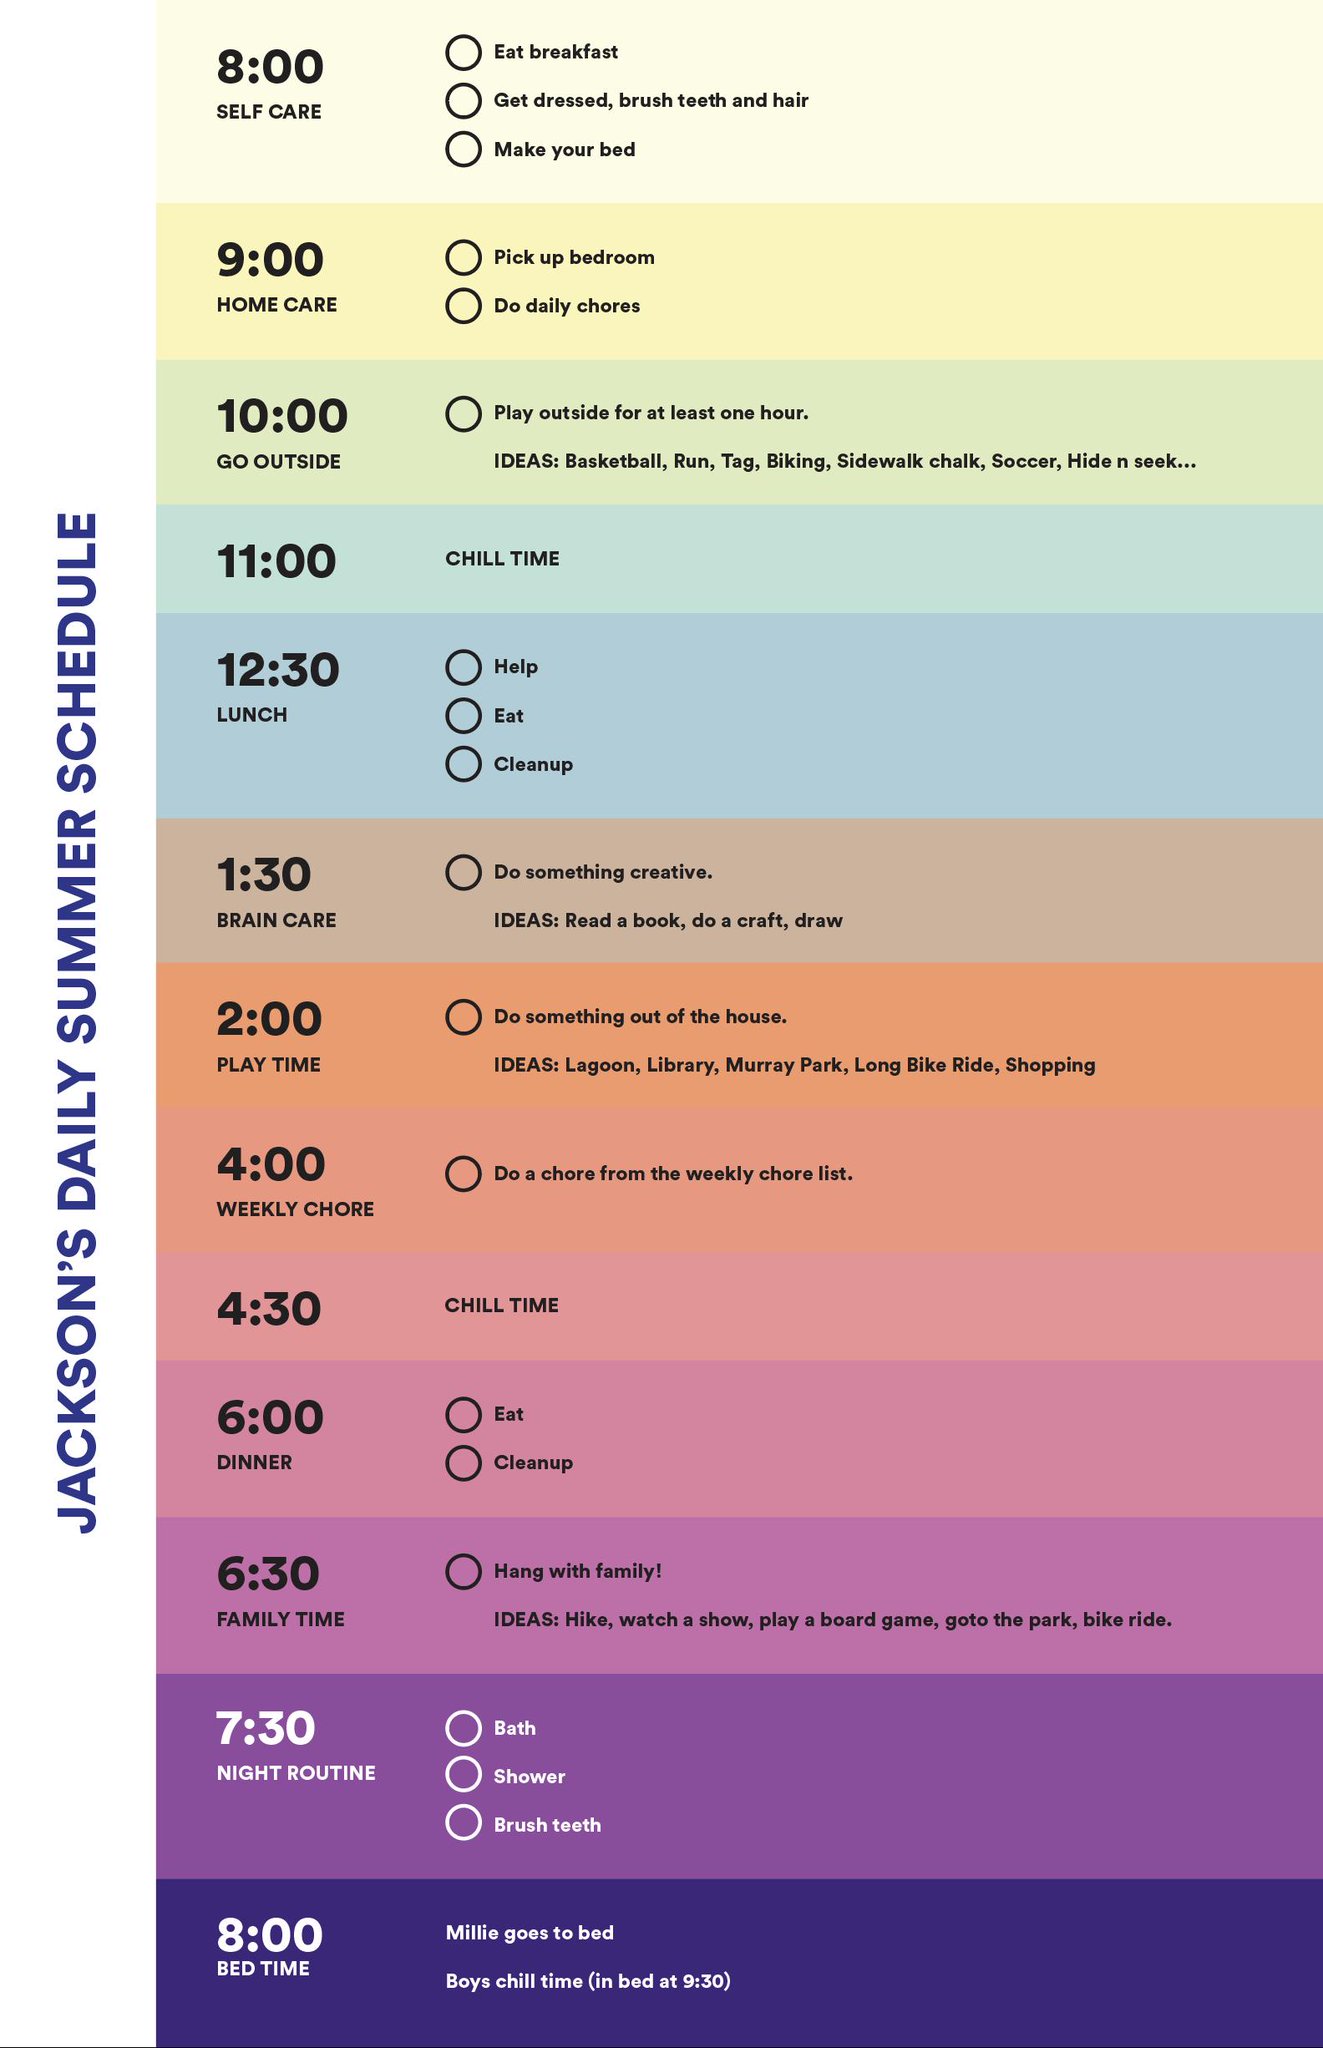 JACKSON'S DAILY SUMMER SCHEDULE
8:00
SELF CARE
Eat breakfast
Get dressed, brush teeth and hair
Make your bed
9:00
HOME CARE
Pick up bedroom
Do daily chores
10:00
GO OUTSIDE
Play outside for at least one hour.
IDEAS: Basketball, Run, Tag, Biking, Sidewalk chalk, Soccer, Hide n seek...
11:00
CHILL TIME
12:30
LUNCH
Help
Eat
Cleanup
1:30
BRAIN CARE
Do something creative.
IDEAS: Read a book, do a craft, draw
2:00
PLAY TIME
Do something out of the house.
IDEAS: Lagoon, Library, Murray Park, Long Bike Ride, Shopping
4:00
WEEKLY CHORE
Do a chore from the weekly chore list.
4:30
CHILL TIME
6:00
DINNER
Eat
Cleanup
6:30
FAMILY TIME
Hang with family!
IDEAS: Hike, watch a show, play a board game, goto the park, bike ride.
7:30
NIGHT ROUTINE
Bath
Shower
Brush teeth
8:00
BED TIME
Millie goes to bed
Boys chill time (in bed at 9:30)